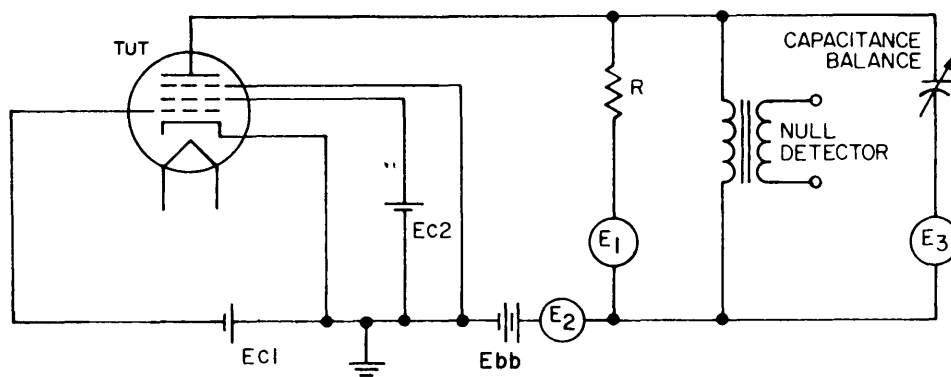 TUT
CAPACITANCE
BALANCE
R
NULL
DETECTOR
Ec2
E1
E3
Ec1
Ebb
E2